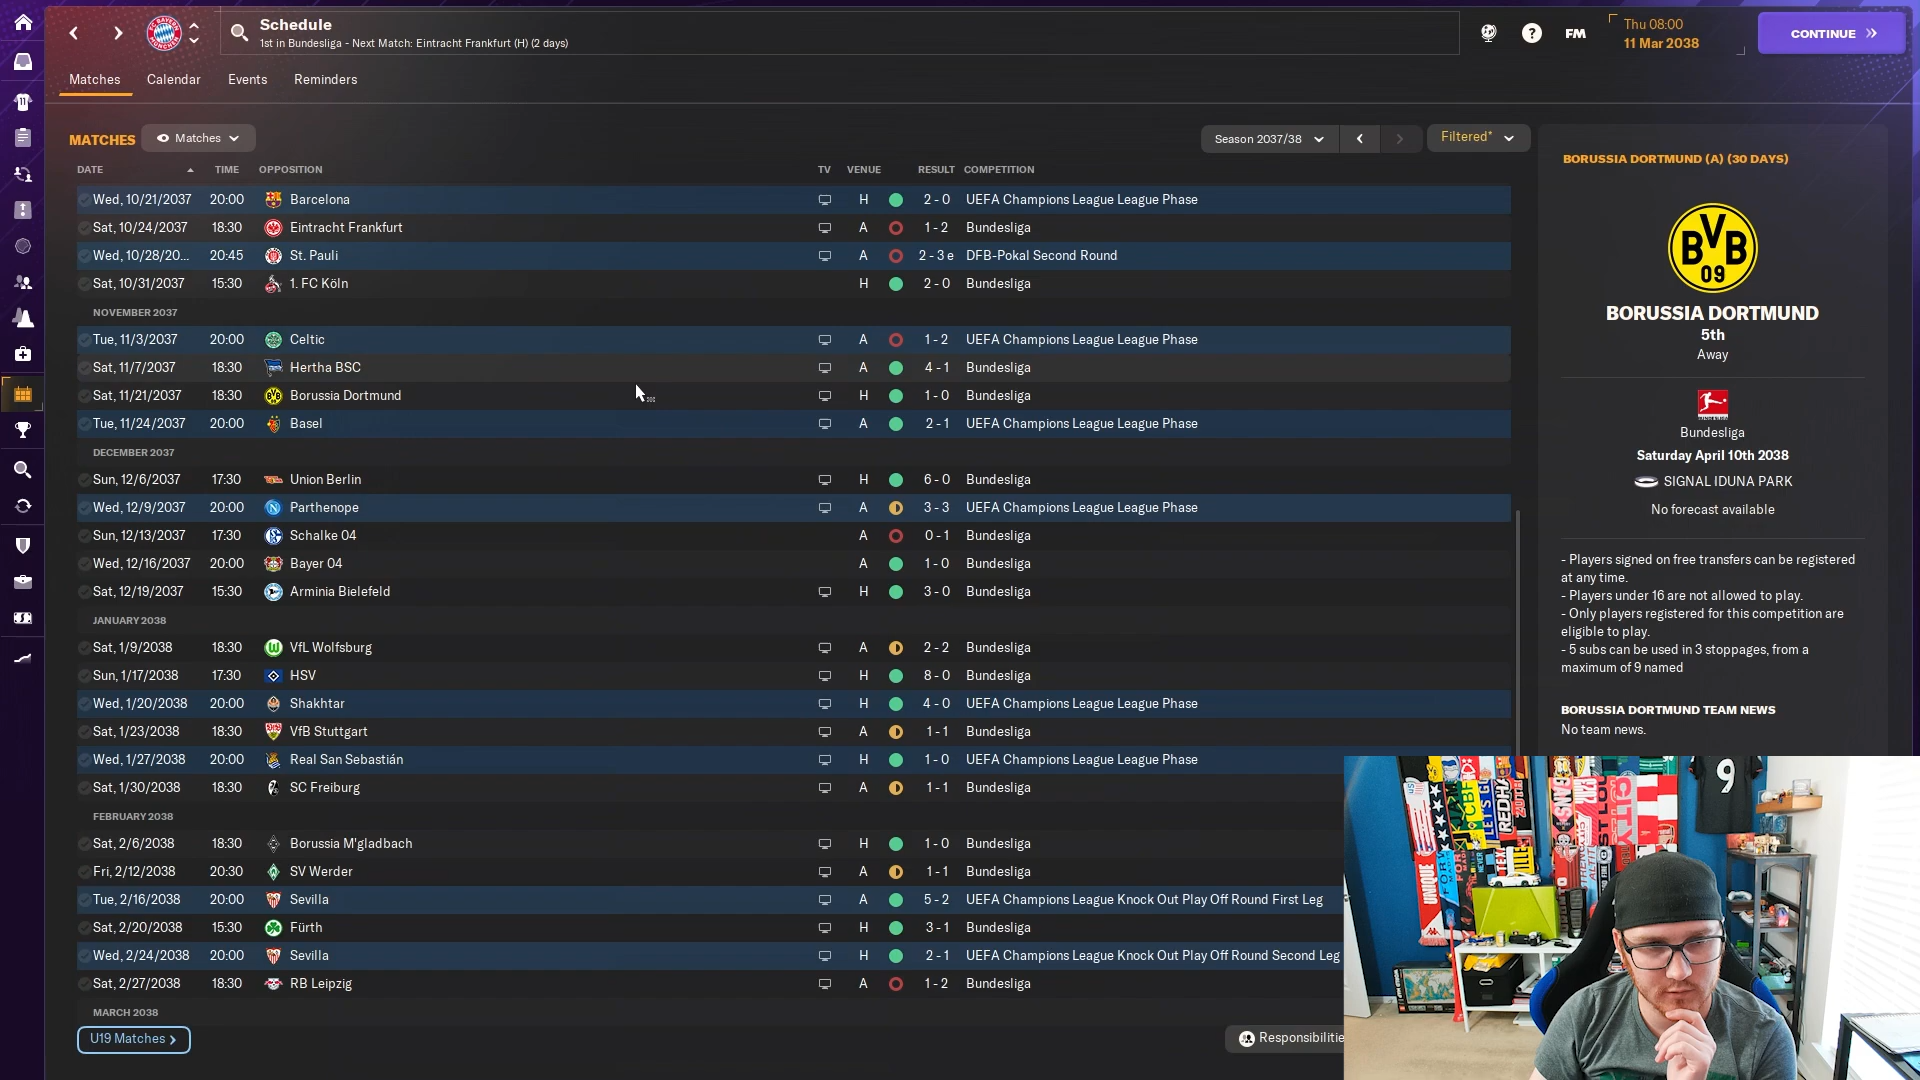 Schedule
1st in Bundesliga - Next Match: Eintracht Frankfurt (H) (2 days)
FM
Thu 08:00
11 Mar 2038
CONTINUE
Matches Calendar Events Reminders
MATCHES Matches
Season 2037/38
Filtered*
DATE TIME OPPOSITION TV VENUE RESULT COMPETITION
Wed, 10/21/2037 20:00 Barcelona H 2 - 0 UEFA Champions League League Phase
Sat, 10/24/2037 18:30 Eintracht Frankfurt A 1 - 2 Bundesliga
Wed, 10/28/20... 20:45 St. Pauli A 2 - 3 e DFB-Pokal Second Round
Sat, 10/31/2037 15:30 1. FC Köln H 2 - 0 Bundesliga
NOVEMBER 2037
Tue, 11/3/2037 20:00 Celtic A 1 - 2 UEFA Champions League League Phase
Sat, 11/7/2037 18:30 Hertha BSC A 4 - 1 Bundesliga
Sat, 11/21/2037 18:30 Borussia Dortmund H 1 - 0 Bundesliga
Tue, 11/24/2037 20:00 Basel A 2 - 1 UEFA Champions League League Phase
DECEMBER 2037
Sun, 12/6/2037 17:30 Union Berlin H 6 - 0 Bundesliga
Wed, 12/9/2037 20:00 Parthenope A 3 - 3 UEFA Champions League League Phase
Sun, 12/13/2037 17:30 Schalke 04 A 0 - 1 Bundesliga
Wed, 12/16/2037 20:00 Bayer 04 A 1 - 0 Bundesliga
Sat, 12/19/2037 15:30 Arminia Bielefeld H 3 - 0 Bundesliga
JANUARY 2038
Sat, 1/9/2038 18:30 VfL Wolfsburg A 2 - 2 Bundesliga
Sun, 1/17/2038 17:30 HSV H 8 - 0 Bundesliga
Wed, 1/20/2038 20:00 Shakhtar H 4 - 0 UEFA Champions League League Phase
Sat, 1/23/2038 18:30 VfB Stuttgart A 1 - 1 Bundesliga
Wed, 1/27/2038 20:00 Real San Sebastián H 1 - 0 UEFA Champions League League Phase
Sat, 1/30/2038 18:30 SC Freiburg A 1 - 1 Bundesliga
FEBRUARY 2038
Sat, 2/6/2038 18:30 Borussia M'gladbach H 1 - 0 Bundesliga
Fri, 2/12/2038 20:30 SV Werder A 1 - 1 Bundesliga
Tue, 2/16/2038 20:00 Sevilla A 5 - 2 UEFA Champions League Knock Out Play Off Round First Leg
Sat, 2/20/2038 15:30 Fürth H 3 - 1 Bundesliga
Wed, 2/24/2038 20:00 Sevilla H 2 - 1 UEFA Champions League Knock Out Play Off Round Second Leg
Sat, 2/27/2038 18:30 RB Leipzig A 1 - 2 Bundesliga
MARCH 2038
U19 Matches
Responsibilitie
BORUSSIA DORTMUND (A) (30 DAYS)
BVB
09
BORUSSIA DORTMUND
5th
Away
Bundesliga
Saturday April 10th 2038
SIGNAL IDUNA PARK
No forecast available
- Players signed on free transfers can be registered
at any time.
- Players under 16 are not allowed to play.
- Only players registered for this competition are
eligible to play.
- 5 subs can be used in 3 stoppages, from a
maximum of 9 named
BORUSSIA DORTMUND TEAM NEWS
No team news.
9
UNIQUE